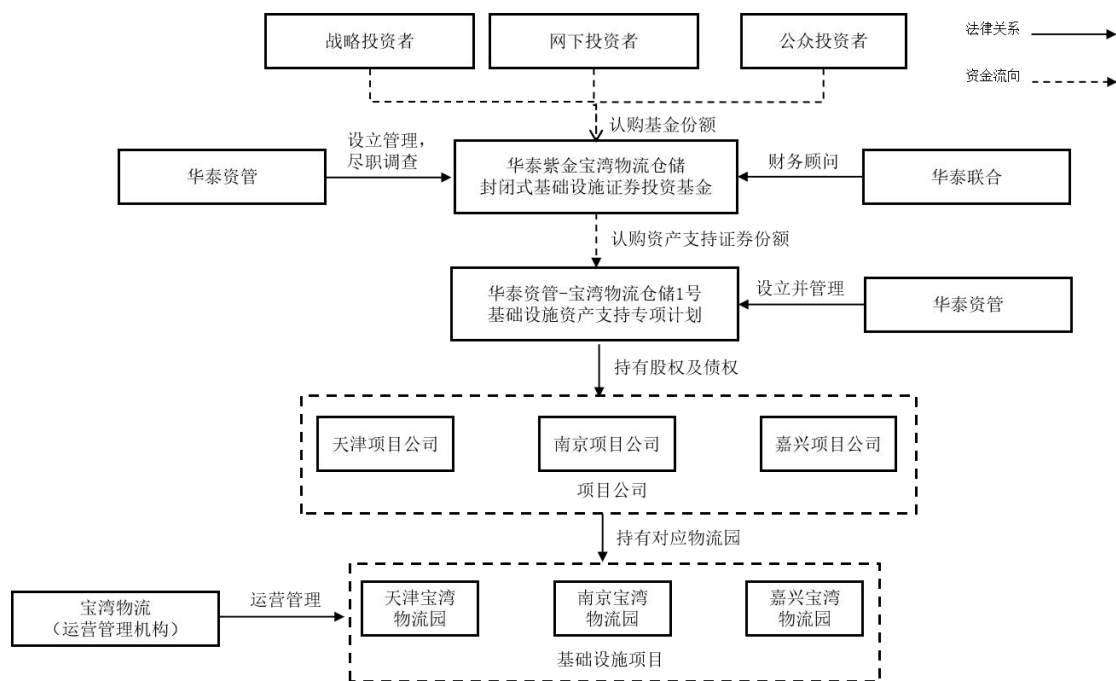 战略投资者
网下投资者
公众投资者
法律关系
资金流向
认购基金份额
华泰资管
设立管理，
尽职调查
华泰紫金宝湾物流仓储
封闭式基础设施证券投资基金
财务顾问
华泰联合
认购资产支持证券份额
华泰资管-宝湾物流仓储1号
基础设施资产支持专项计划
设立并管理
华泰资管
持有股权及债权
天津项目公司
南京项目公司
嘉兴项目公司
项目公司
持有对应物流园
宝湾物流
（运营管理机构）
运营管理
天津宝湾
物流园
南京宝湾
物流园
嘉兴宝湾
物流园
基础设施项目